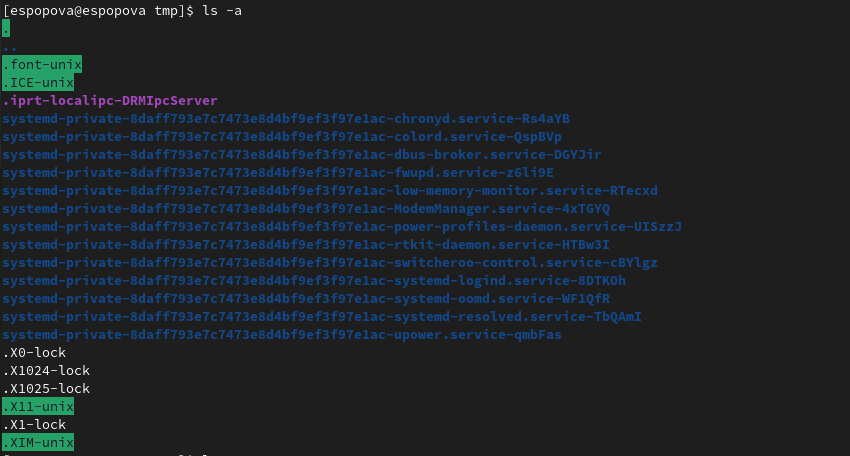 [espopova@espopova tmp]$ ls -a
.
..
.font-unix
.ICE-unix
.iprt-localipc-DRMIpcServer
systemd-private-8daff793e7c7473e8d4bf9ef3f97e1ac-chronyd.service-Rs4aYB
systemd-private-8daff793e7c7473e8d4bf9ef3f97e1ac-colord.service-QspBVp
systemd-private-8daff793e7c7473e8d4bf9ef3f97e1ac-dbus-broker.service-DGYJir
systemd-private-8daff793e7c7473e8d4bf9ef3f97e1ac-fwupd.service-z6li9E
systemd-private-8daff793e7c7473e8d4bf9ef3f97e1ac-low-memory-monitor.service-RTecxd
systemd-private-8daff793e7c7473e8d4bf9ef3f97e1ac-ModemManager.service-4xTGYQ
systemd-private-8daff793e7c7473e8d4bf9ef3f97e1ac-power-profiles-daemon.service-UISzzJ
systemd-private-8daff793e7c7473e8d4bf9ef3f97e1ac-rtkit-daemon.service-HTBw3I
systemd-private-8daff793e7c7473e8d4bf9ef3f97e1ac-switcheroo-control.service-cBYlgz
systemd-private-8daff793e7c7473e8d4bf9ef3f97e1ac-systemd-logind.service-8DTKOh
systemd-private-8daff793e7c7473e8d4bf9ef3f97e1ac-systemd-oomd.service-WF1QfR
systemd-private-8daff793e7c7473e8d4bf9ef3f97e1ac-systemd-resolved.service-TbQAmI
systemd-private-8daff793e7c7473e8d4bf9ef3f97e1ac-upower.service-qmbFas
.X0-lock
.X1024-lock
.X1025-lock
.X11-unix
.X1-lock
.XIM-unix